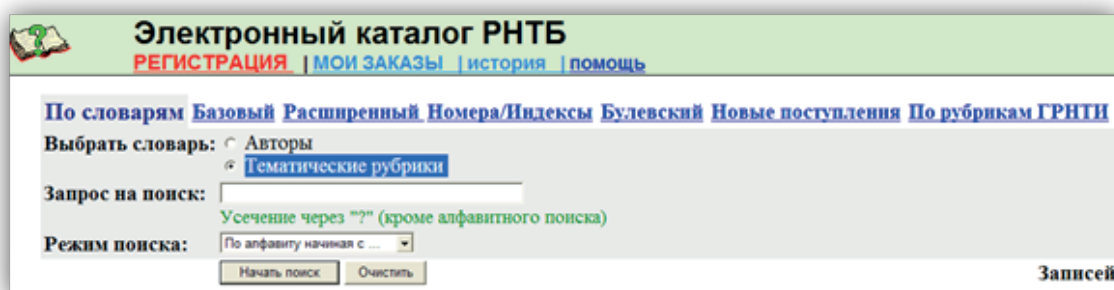 Электронный каталог РНТБ
РЕГИСТРАЦИЯ | МОИ ЗАКАЗЫ | история | помощь
По словарям Базовый Расширенный Номера/Индексы Булевский Новые поступления По рубрикам ГРНТИ
Выбрать словарь: Авторы
Тематические рубрики
Запрос на поиск:
Усечение через "?" (кроме алфавитного поиска)
Режим поиска: По алфавиту начиная с ...
Начать поиск Очистить
Записей